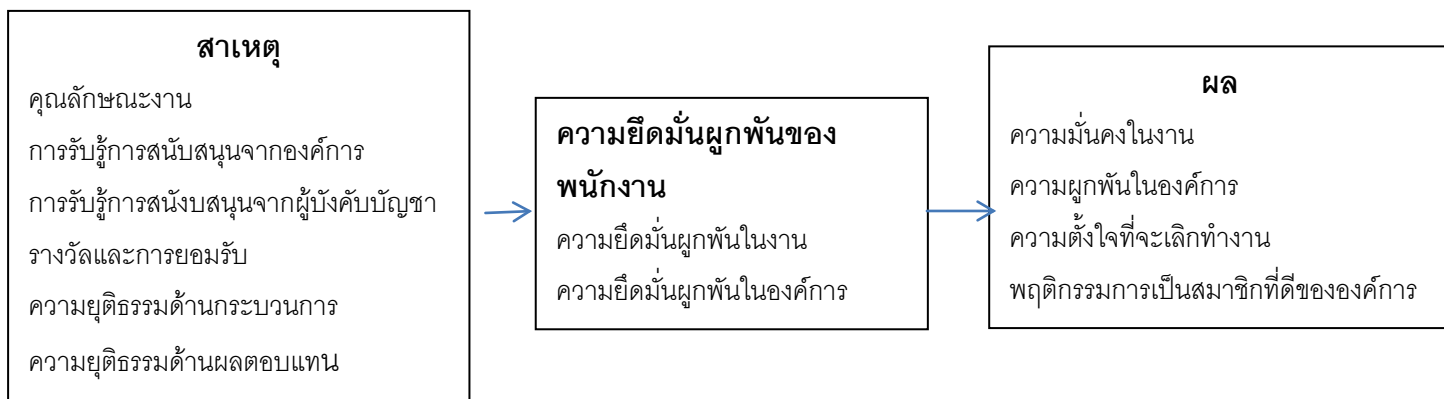 สาเหตุ
คุณลักษณะงาน
การรับรู้การสนับสนุนจากองค์การ
การรับรู้การสนังบสนุนจากผู้บังคับบัญชา
รางวัลและการยอมรับ
ความยุติธรรมด้านกระบวนการ
ความยุติธรรมด้านผลตอบแทน
ความยึดมั่นผูกพันของ
พนักงาน
ความยึดมั่นผูกพันในงาน
ความยึดมั่นผูกพันในองค์การ
ผล
ความมั่นคงในงาน
ความผูกพันในองค์การ
ความตั้งใจที่จะเลิกทำงาน
พฤติกรรมการเป็นสมาชิกที่ดีขององค์การ